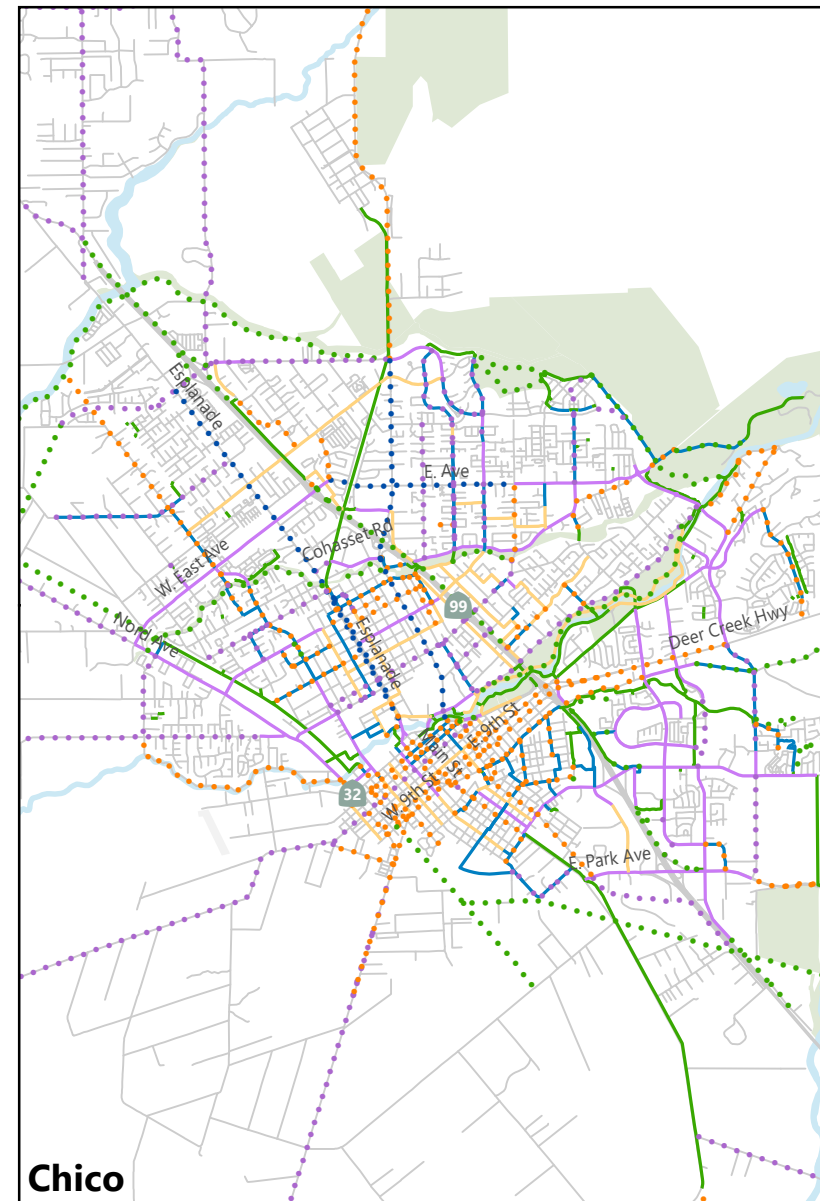 Esplanade
E. Ave
Cohasset Rd
W. East Ave
99
Nord Ave
Esplanade
Deer Creek Hwy
E. 9th St
Main St
W. 9th St
32
E. Park Ave
Chico